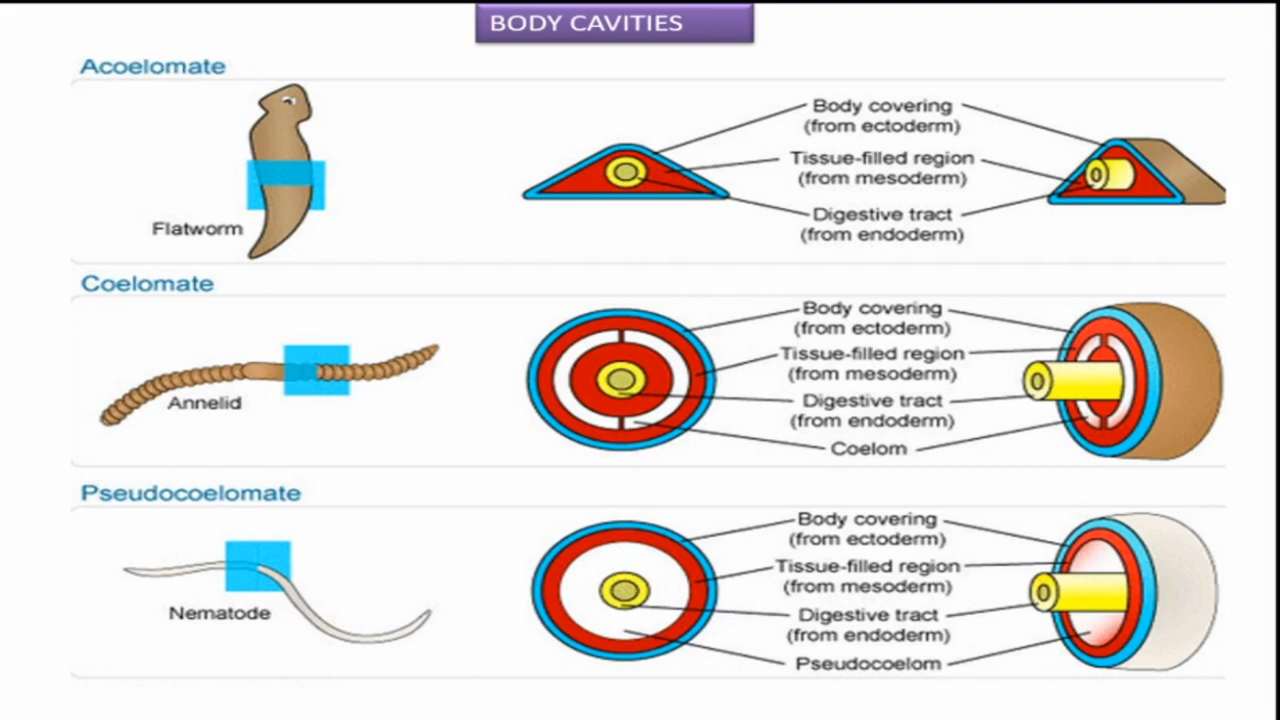 BODY CAVITIES
Acoelomate
Body covering
(from ectoderm)
Tissue-filled region
(from mesoderm)
Digestive tract
(from endoderm)
Flatworm
Coelomate
Body covering
(from ectoderm)
Tissue-filled region
(from mesoderm)
Digestive tract
(from endoderm)
Coelom
Annelid
Pseudocoelomate
Body covering
(from ectoderm)
Tissue-filled region
(from mesoderm)
Digestive tract
(from endoderm)
Pseudocoelom
Nematode